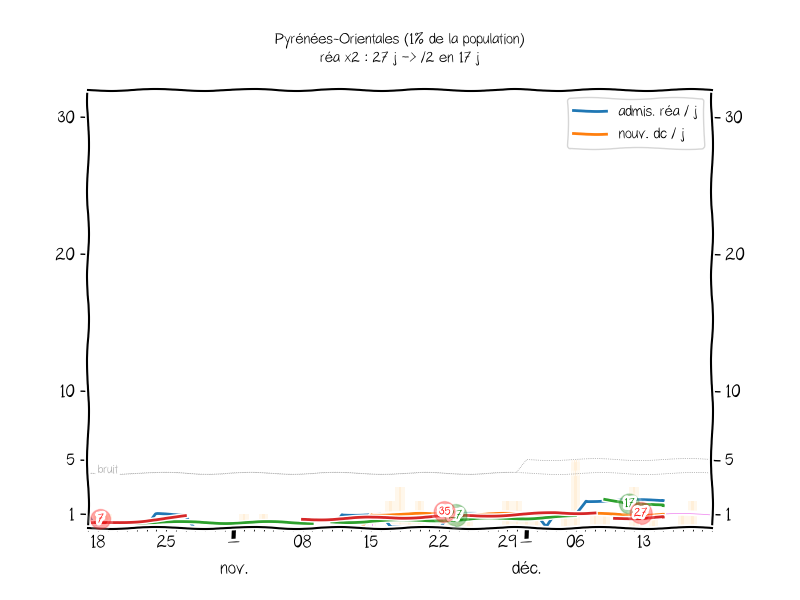 Pyrénées-Orientales (1% de la population)
réa x2 : 27 j -> /2 en 17 j
admis. réa / j
nouv. dc / j
30 30
20 20
10 10
5 5
bruit
1 1
7 35 7 17 27
18 25 08 15 22 29 06 13
nov. déc.